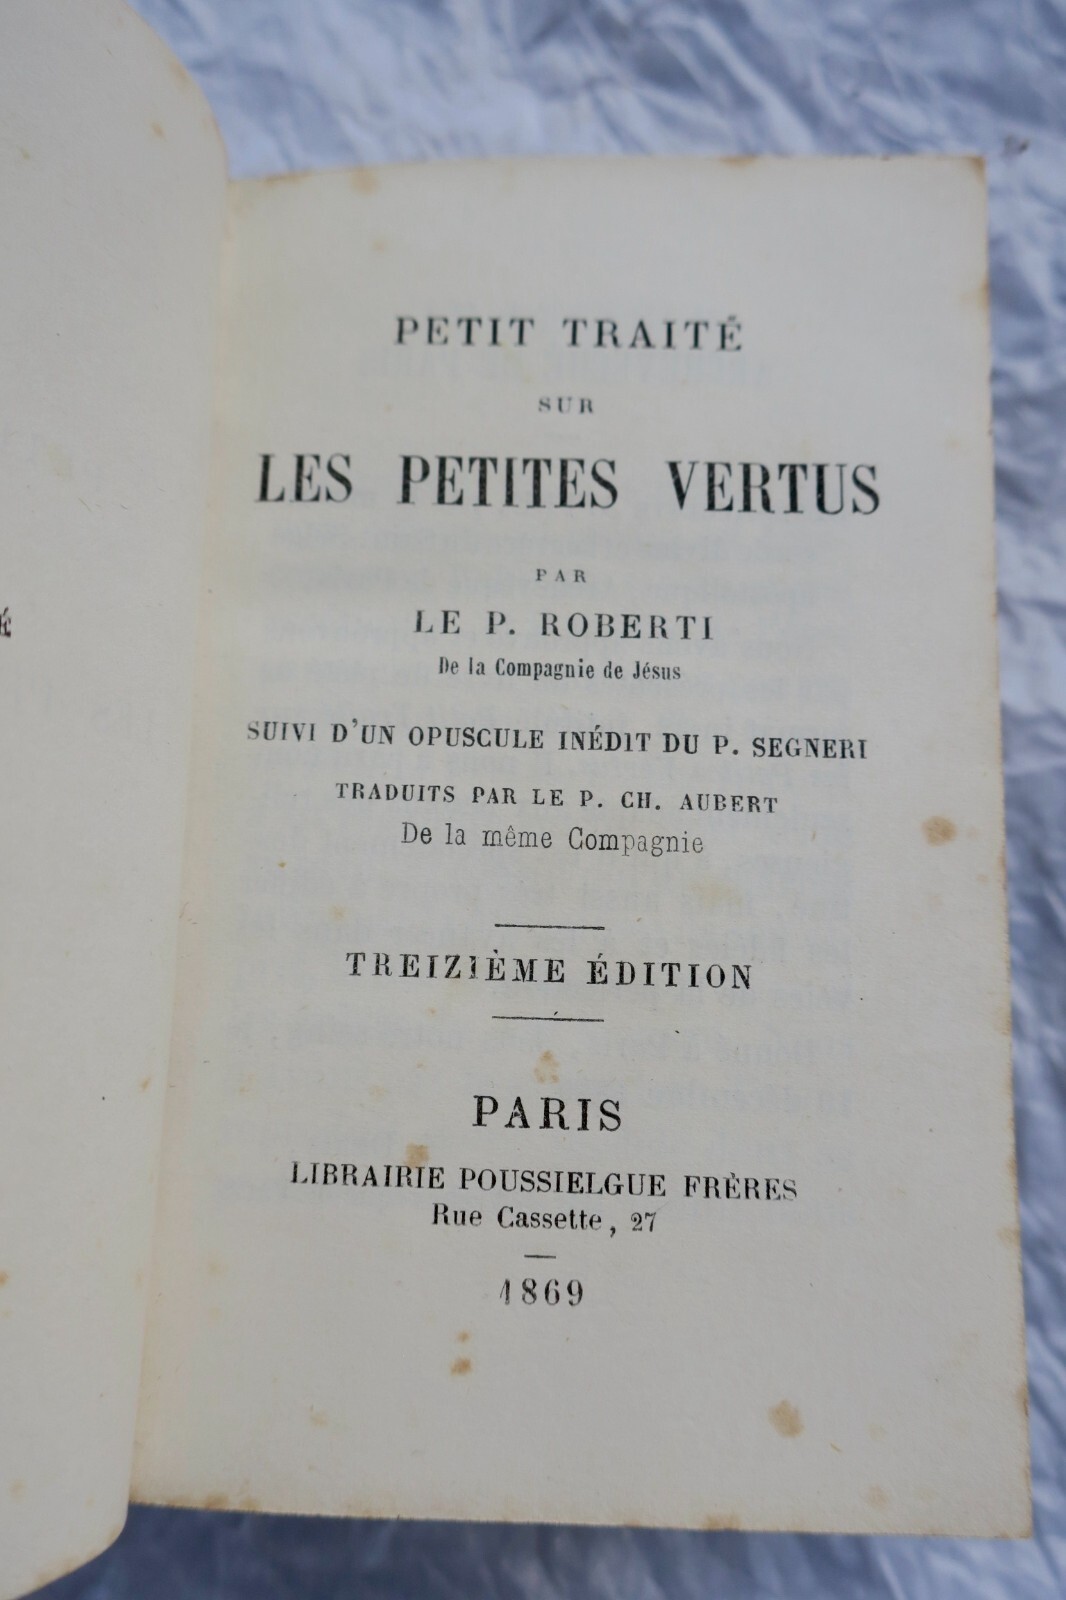 PETIT TRAITÉ
SUR
LES PETITES VERTUS
PAR
LE P. ROBERTI
De la Compagnie de Jésus
SUIVI D'UN OPUSCULE INÉDIT DU P. SEGNERI
TRADUITS PAR LE P. CH. AUBERT
De la même Compagnie
TREIZIÈME ÉDITION
PARIS
LIBRAIRIE POUSSIELGUE FRÈRES
Rue Cassette, 27
1869